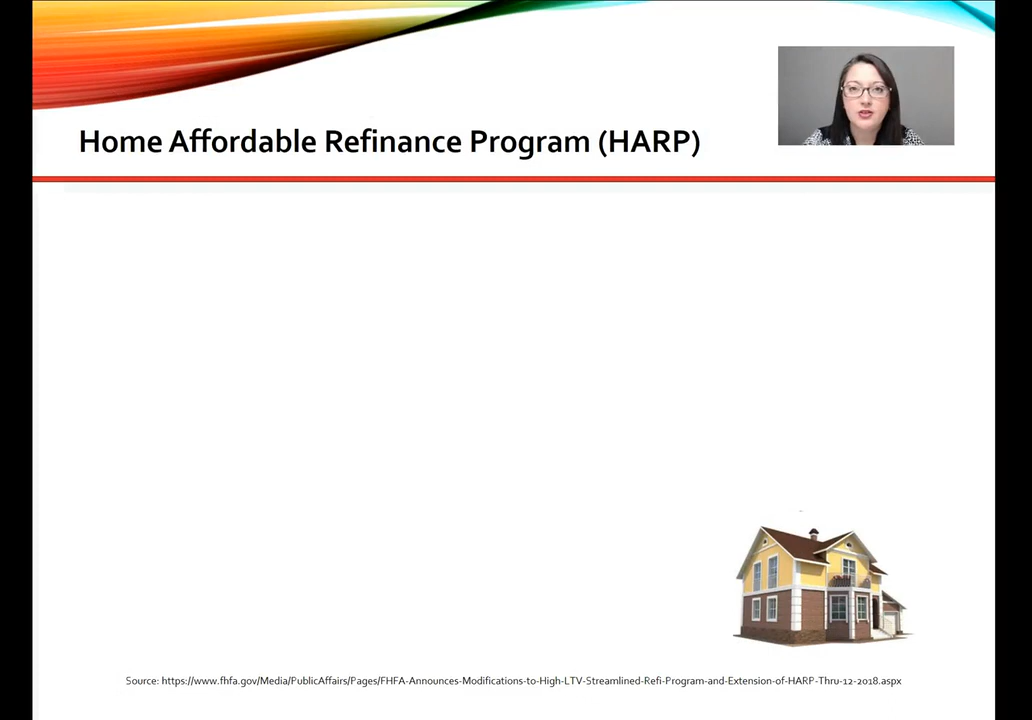 Home Affordable Refinance Program (HARP)
Source: https://www.fhfa.gov/Media/PublicAffairs/Pages/FHFA-Announces-Modifications-to-High-LTV-Streamlined-Refi-Program-and-Extension-of-HARP-Thru-12-2018.aspx